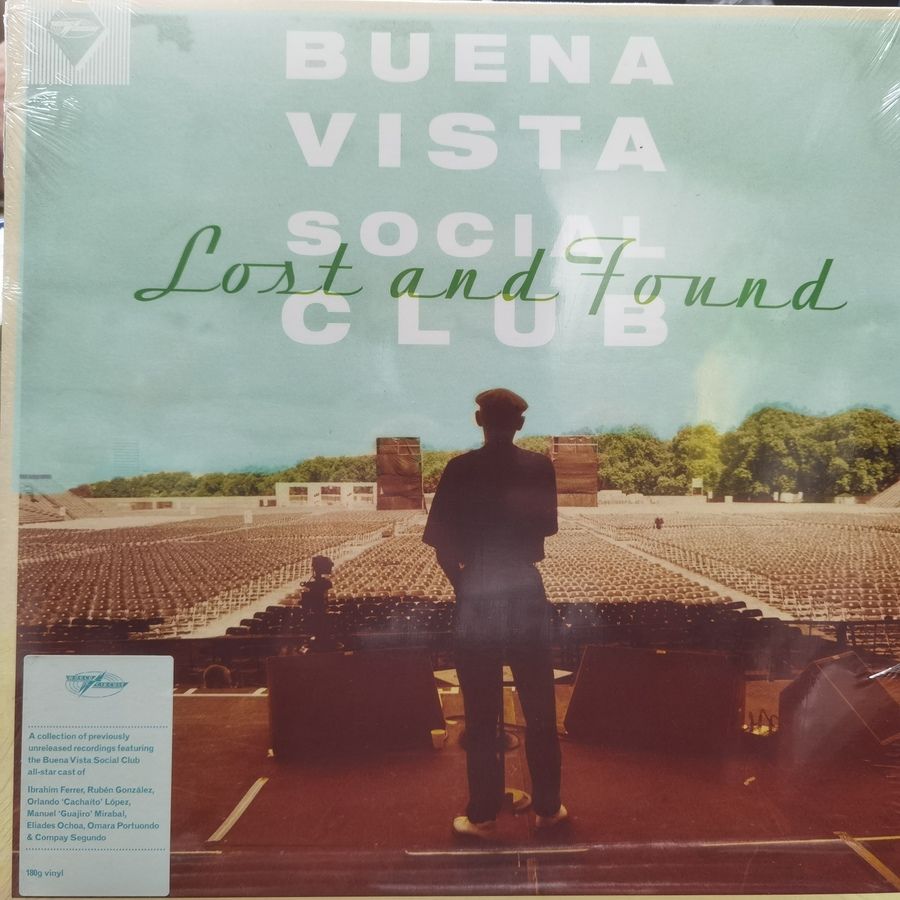 BUENA
VISTA
SOCIAL
Lost and Found
CLUB
WORLD CIRCUIT
A collection of previously
unreleased recordings featuring
the Buena Vista Social Club
all-star cast of
Ibrahim Ferrer, Rubén González,
Orlando ‘Cachaíto’ López,
Manuel ‘Guajiro’ Mirabal,
Eliades Ochoa, Omara Portuondo
& Compay Segundo
180g vinyl